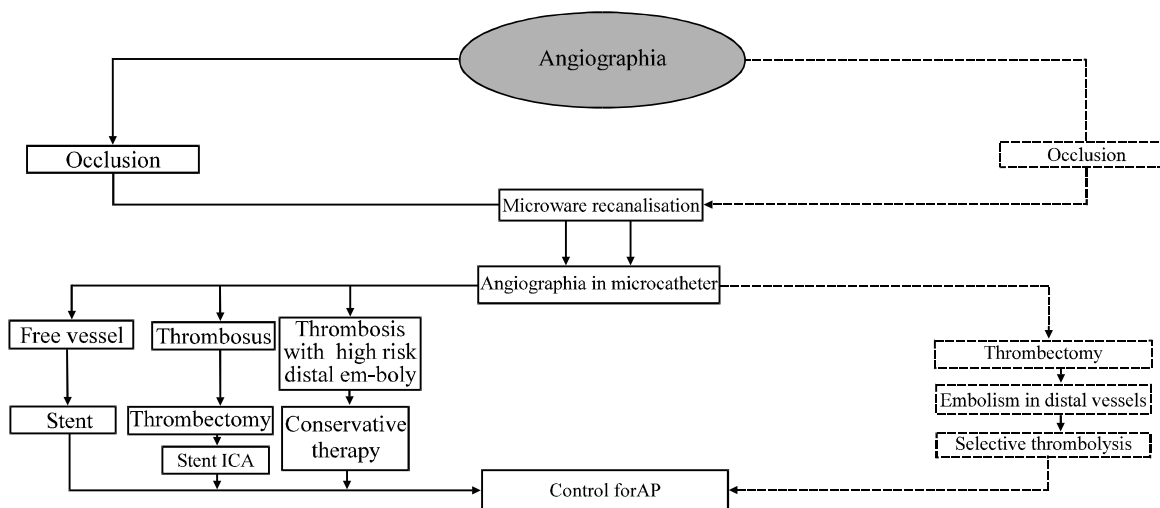 Angiographia
Occlusion
Occlusion
Microware recanalisation
Angiographia in microcatheter
Free vessel
Thrombosus
Thrombosis
with high risk
distal em-boly
Thrombectomy
Stent
Thrombectomy
Conservative
therapy
Embolism in distal vessels
Stent ICA
Selective thrombolysis
Control forAP